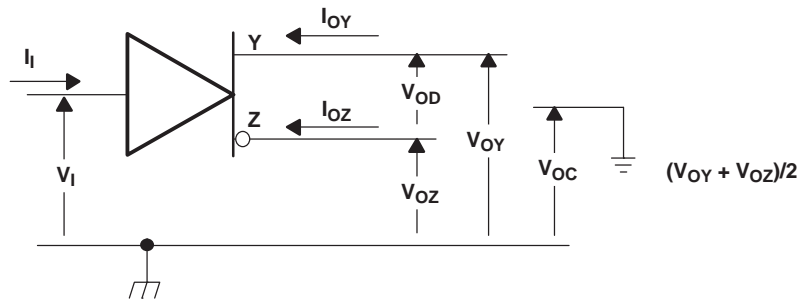 I_OY
Y
I_I
V_OD
Z
I_OZ
V_OY
V_I
V_OZ
V_OC
(V_OY + V_OZ)/2